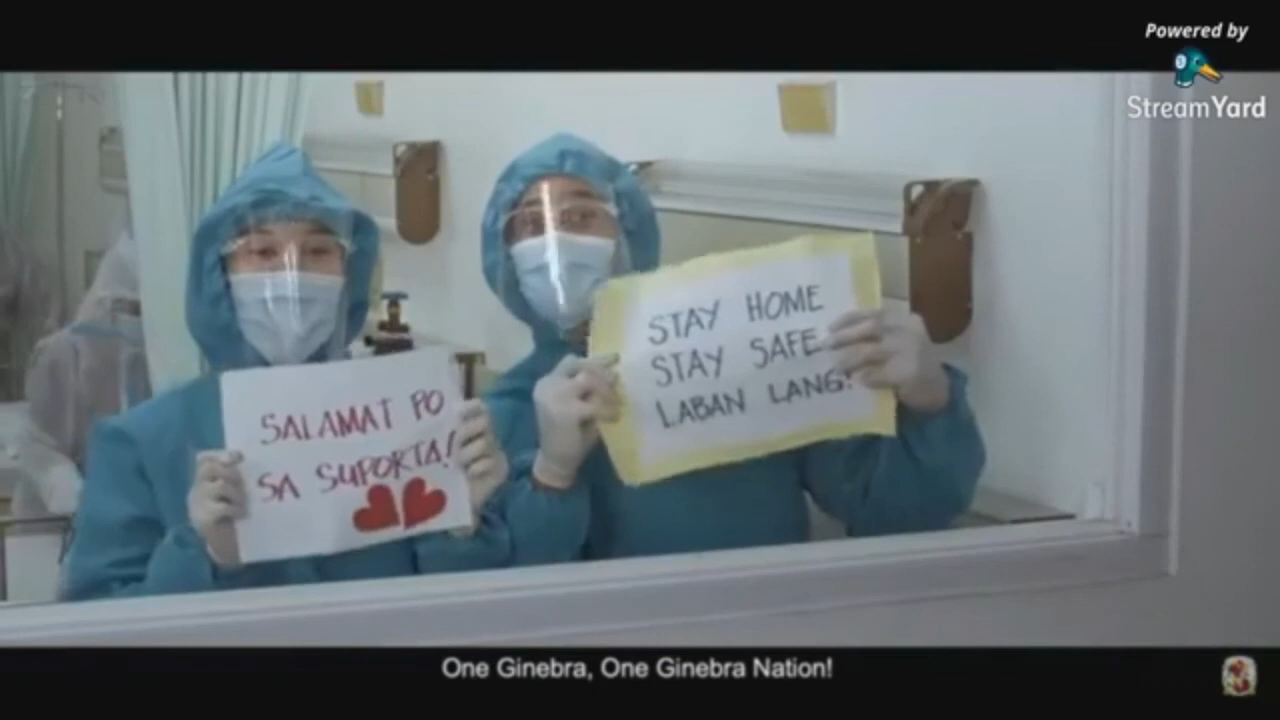 Powered by
StreamYard
SALAMAT PO
SA SUPORTA!
STAY HOME
STAY SAFE
LABAN LANG!
One Ginebra, One Ginebra Nation!